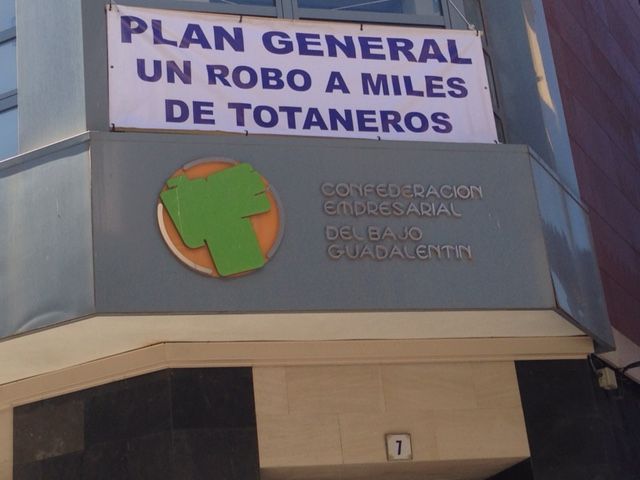 PLAN GENERAL
UN ROBO A MILES
DE TOTANEROS
CONFEDERACION
EMPRESARIAL
DEL BAJO
GUADALENTIN
7